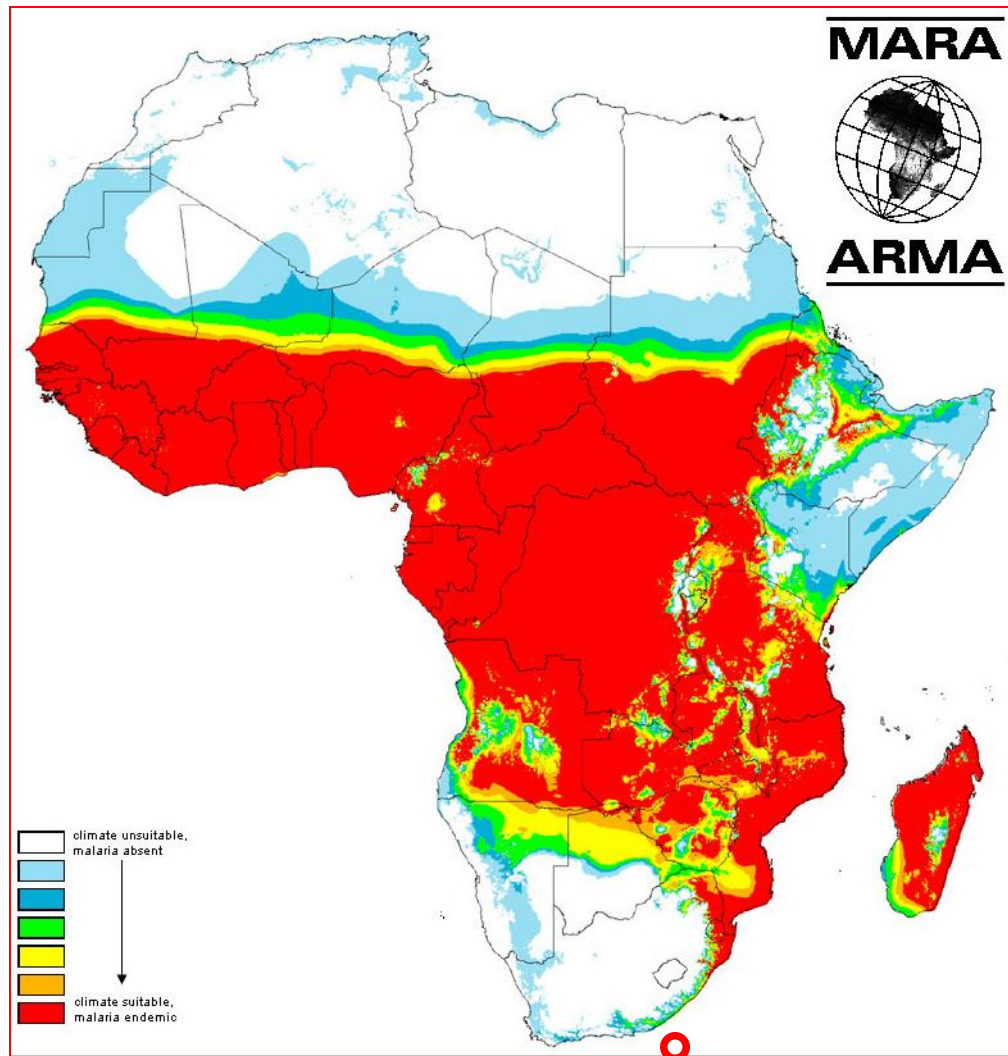 MARA
ARMA
climate unsuitable,
malaria absent
climate suitable,
malaria endemic